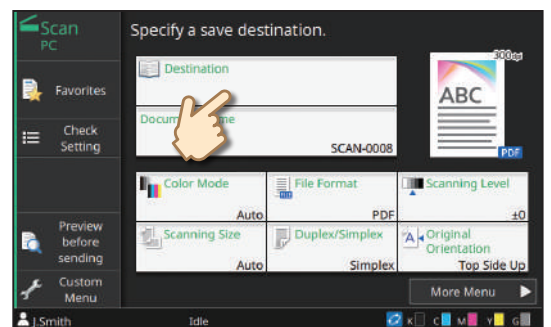 Scan
PC
Specify a save destination.
300dpi
Destination
Favorites
ABC
Document Name
Check
Setting
SCAN-0008
PDF
Color Mode
Auto
File Format
PDF
Scanning Level
±0
Preview
before
sending
Scanning Size
Auto
Duplex/Simplex
Simplex
Original
Orientation
Top Side Up
Custom
Menu
More Menu
J.Smith
Idle
K C M Y G